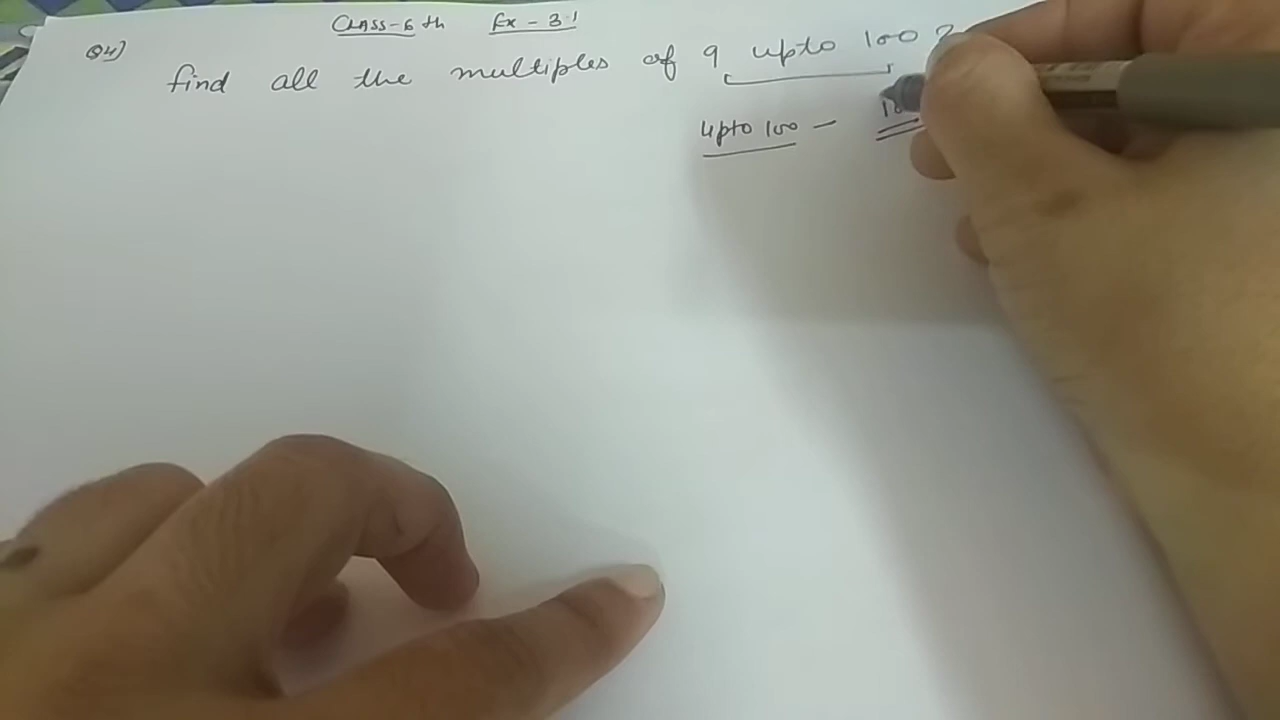 CLASS-6th Ex-3.1
Q4)
find all the multiples of 9 upto 100?
upto 100 –